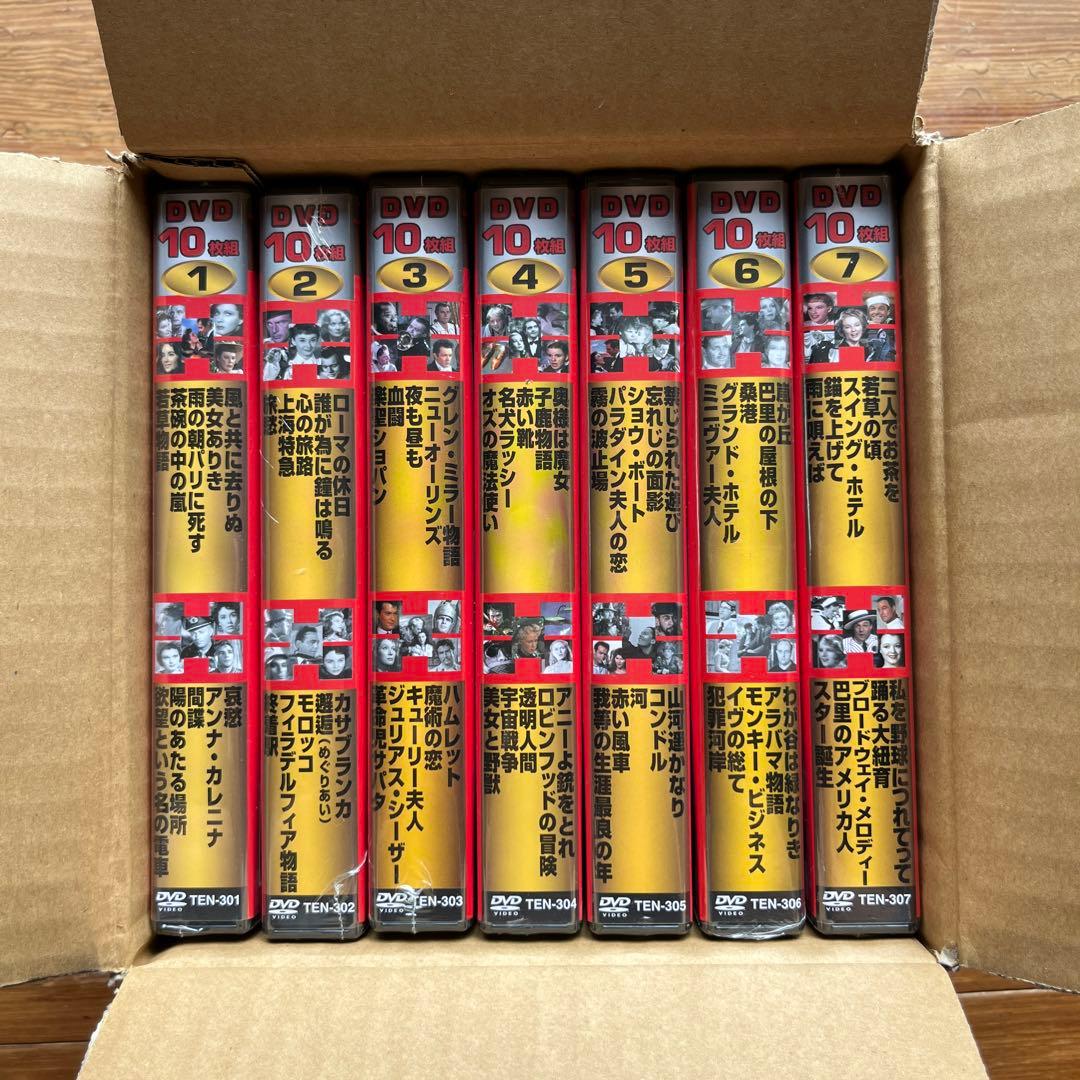 DVD
10枚組
1
風と共に去りぬ
美女ありき
雨の朝パリに死す
茶碗の中の嵐
若草物語
哀愁
アンナ・カレニナ
間諜
陽のあたる場所
欲望という名の電車
DVD
VIDEO
TEN-301
DVD
10枚組
2
ローマの休日
誰が為に鐘は鳴る
心の旅路
上海特急
旅愁
カサブランカ
邂逅（めぐりあい）
モロッコ
フィラデルフィア物語
終着駅
DVD
VIDEO
TEN-302
DVD
10枚組
3
グレン・ミラー物語
ニューオーリンズ
夜も昼も
血闘
楽聖ショパン
ハムレット
魔術の恋
キューリー夫人
ジュリアス・シーザー
革命児サパタ
DVD
VIDEO
TEN-303
DVD
10枚組
4
奥様は魔女
子鹿物語
赤い靴
名犬ラッシー
オズの魔法使い
アニーよ銃をとれ
ロビンフッドの冒険
透明人間
宇宙戦争
美女と野獣
DVD
VIDEO
TEN-304
DVD
10枚組
5
禁じられた遊び
忘れじの面影
ショウ・ボート
パラダイン夫人の恋
霧の波止場
山河遥かなり
コンドル
河
赤い風車
我等の生涯最良の年
DVD
VIDEO
TEN-305
DVD
10枚組
6
嵐が丘
巴里の屋根の下
桑港
グランド・ホテル
ミニヴァー夫人
わが谷は緑なりき
アラバマ物語
モンキー・ビジネス
イヴの総て
犯罪河岸
DVD
VIDEO
TEN-306
DVD
10枚組
7
二人でお茶を
若草の頃
スイング・ホテル
錨を上げて
雨に唄えば
私を野球につれてって
踊る大紐育
ブロードウェイ・メロディー
巴里のアメリカ人
スター誕生
DVD
VIDEO
TEN-307